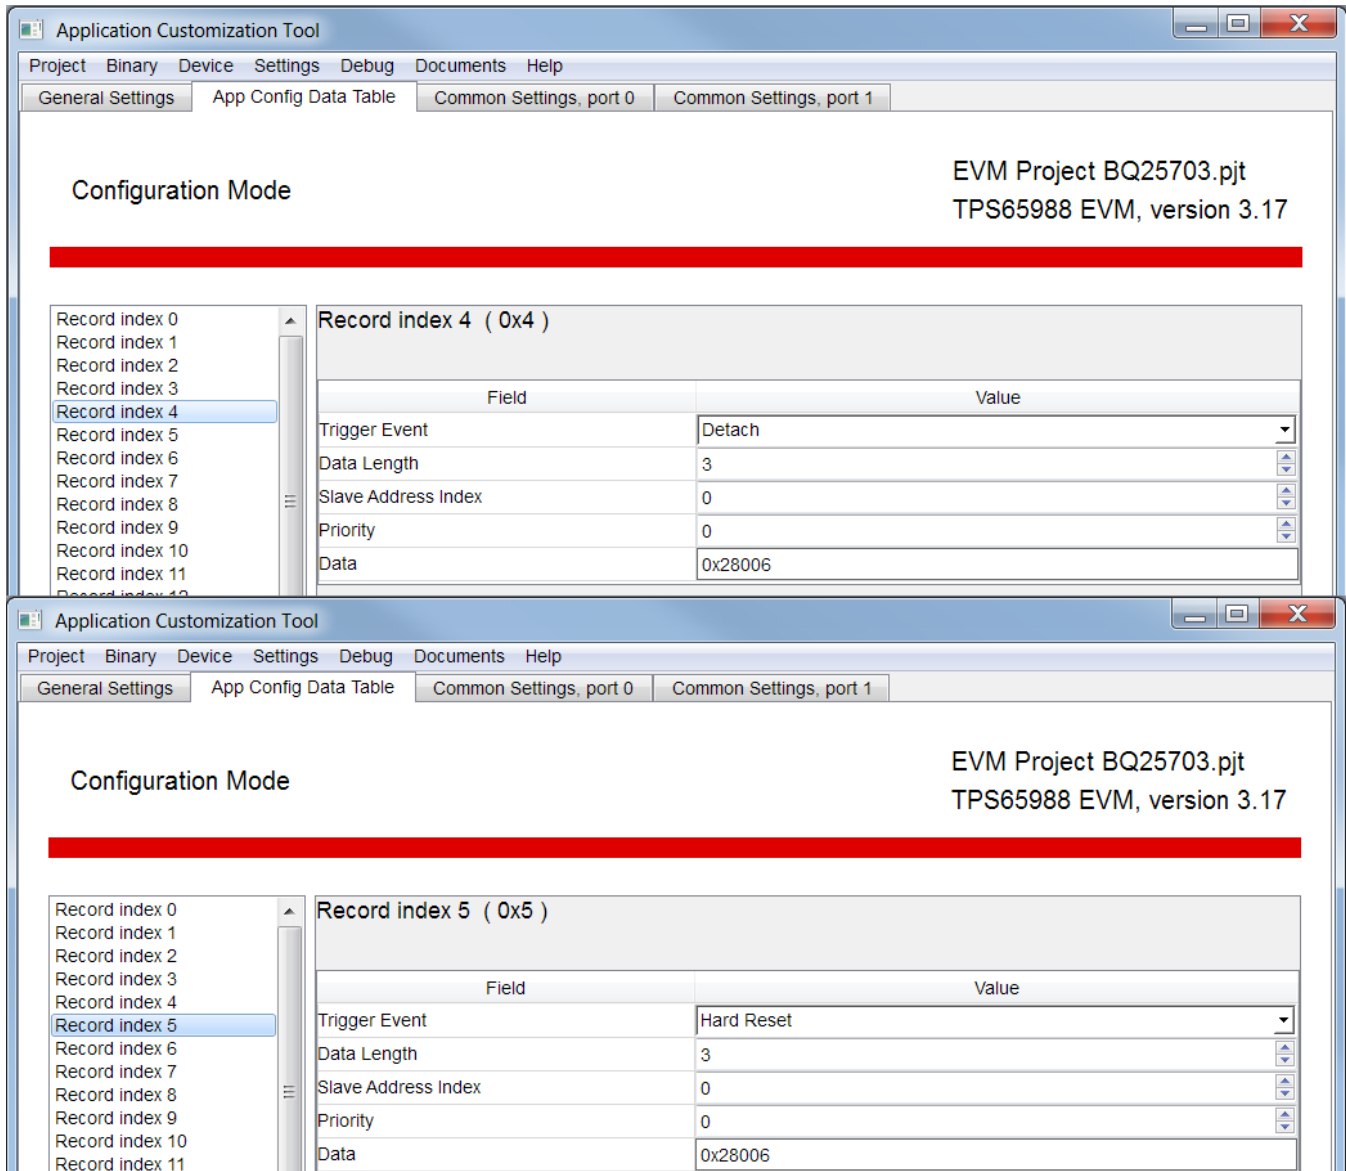 Application Customization Tool
Project Binary Device Settings Debug Documents Help
General Settings App Config Data Table Common Settings, port 0 Common Settings, port 1
EVM Project BQ25703.pjt
Configuration Mode
TPS65988 EVM, version 3.17
Record index 0
Record index 1
Record index 2
Record index 3
Record index 4
Record index 5
Record index 6
Record index 7
Record index 8
Record index 9
Record index 10
Record index 11
Record index 12
Record index 4 ( 0x4 )
Field Value
Trigger Event Detach
Data Length 3
Slave Address Index 0
Priority 0
Data 0x28006
Application Customization Tool
Project Binary Device Settings Debug Documents Help
General Settings App Config Data Table Common Settings, port 0 Common Settings, port 1
EVM Project BQ25703.pjt
Configuration Mode
TPS65988 EVM, version 3.17
Record index 0
Record index 1
Record index 2
Record index 3
Record index 4
Record index 5
Record index 6
Record index 7
Record index 8
Record index 9
Record index 10
Record index 11
Record index 5 ( 0x5 )
Field Value
Trigger Event Hard Reset
Data Length 3
Slave Address Index 0
Priority 0
Data 0x28006